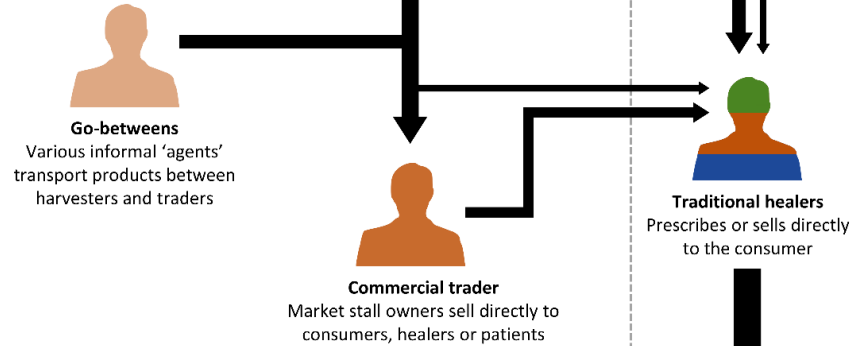 Go-betweens
Various informal ‘agents’
transport products between
harvesters and traders
Commercial trader
Market stall owners sell directly to
consumers, healers or patients
Traditional healers
Prescribes or sells directly
to the consumer